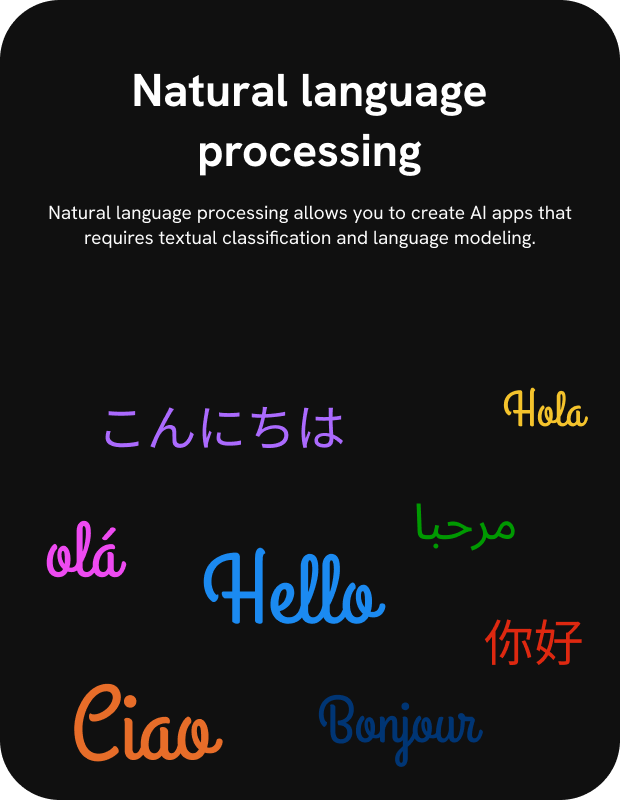 Natural language
processing
Natural language processing allows you to create AI apps that
requires textual classification and language modeling.
Hola
こんにちは
مرحبا
olá
Hello
你好
Ciao
Bonjour